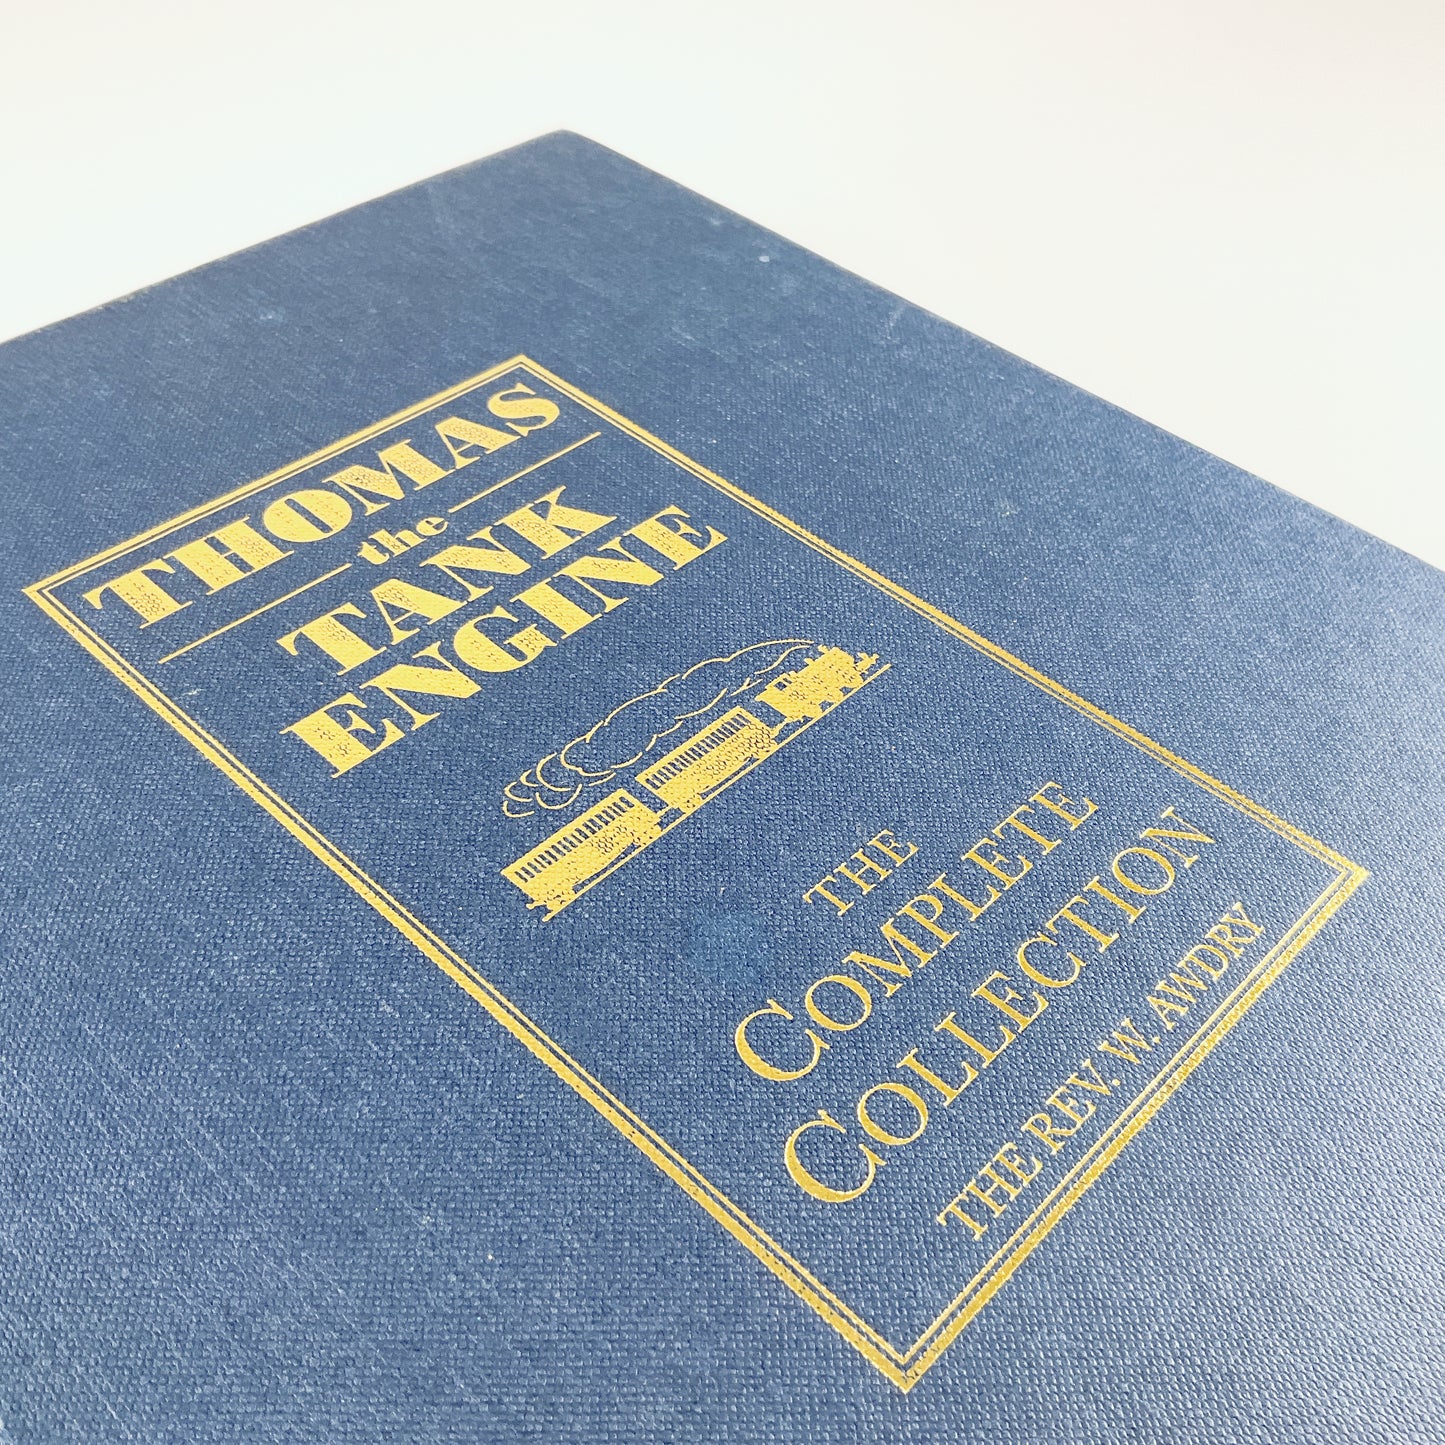 THOMAS
the
TANK
ENGINE
THE
COMPLETE
COLLECTION
THE REV. W. AWDRY